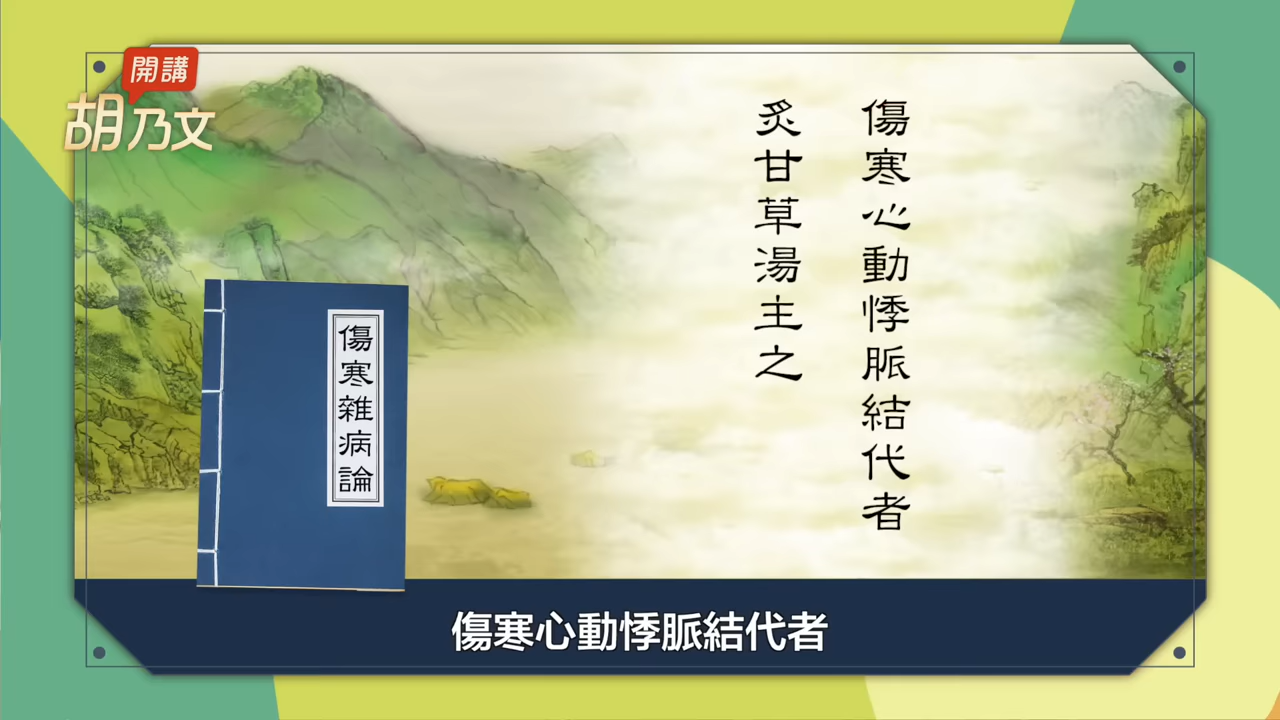 開講
胡乃文
傷寒心動悸脈結代者
炙甘草湯主之
傷寒雜病論
傷寒心動悸脈結代者